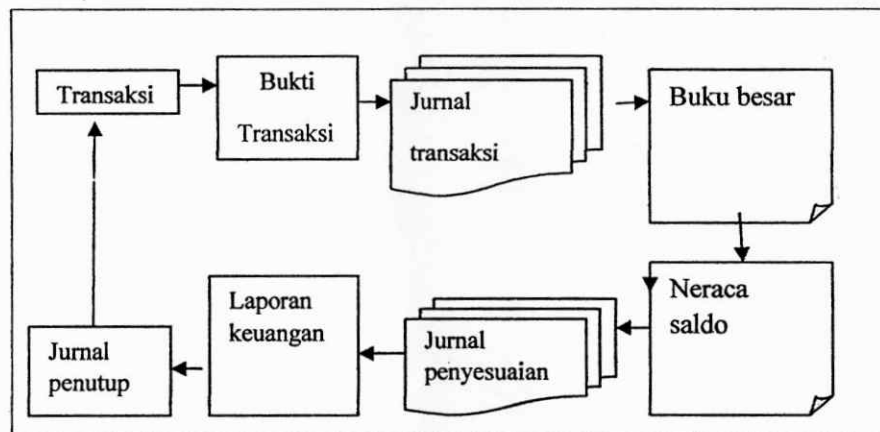 Transaksi
Bukti
Transaksi
Jurnal
transaksi
Buku besar
Neraca
saldo
Jurnal
penyesuaian
Laporan
keuangan
Jurnal
penutup